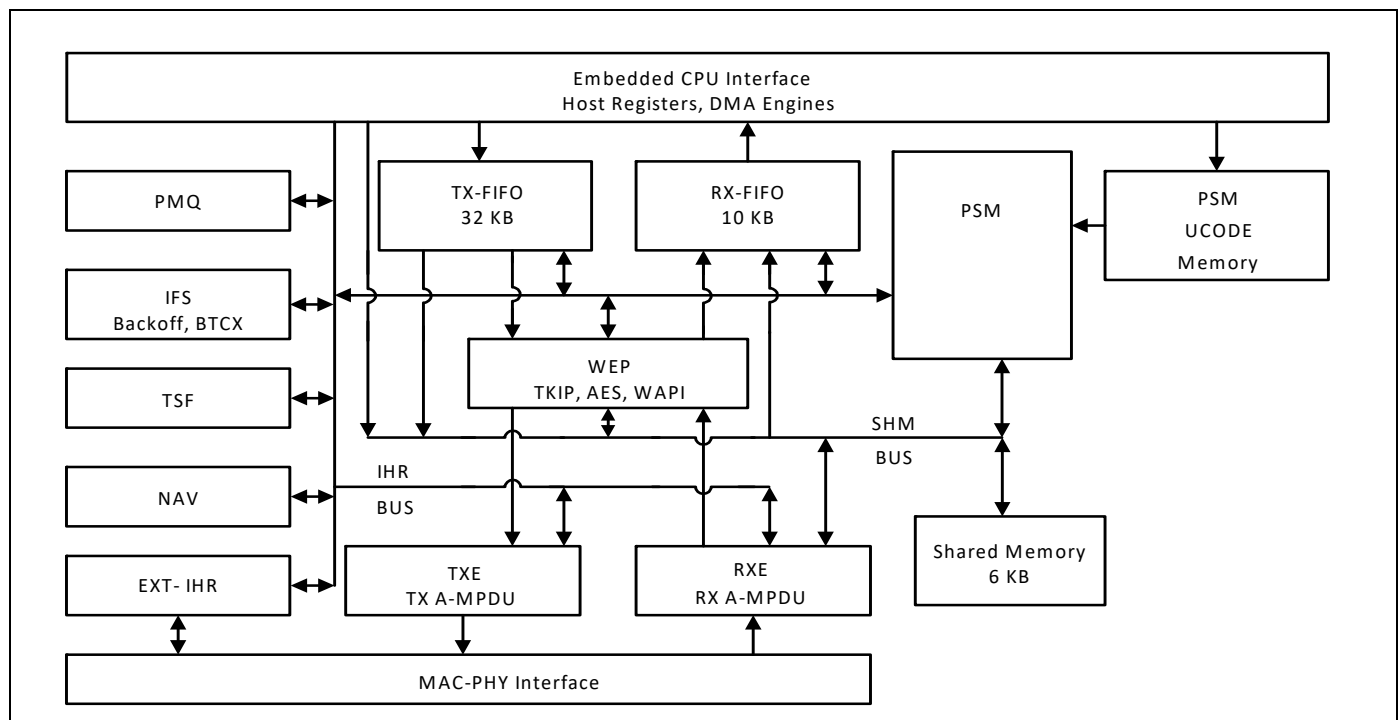 Embedded CPU Interface
Host Registers, DMA Engines
PMQ
TX-FIFO
32 KB
RX-FIFO
10 KB
PSM
PSM
UCODE
Memory
IFS
Backoff, BTCX
WEP
TKIP, AES, WAPI
TSF
SHM
BUS
NAV
IHR
BUS
EXT- IHR
TXE
TX A-MPDU
RXE
RX A-MPDU
Shared Memory
6 KB
MAC-PHY Interface